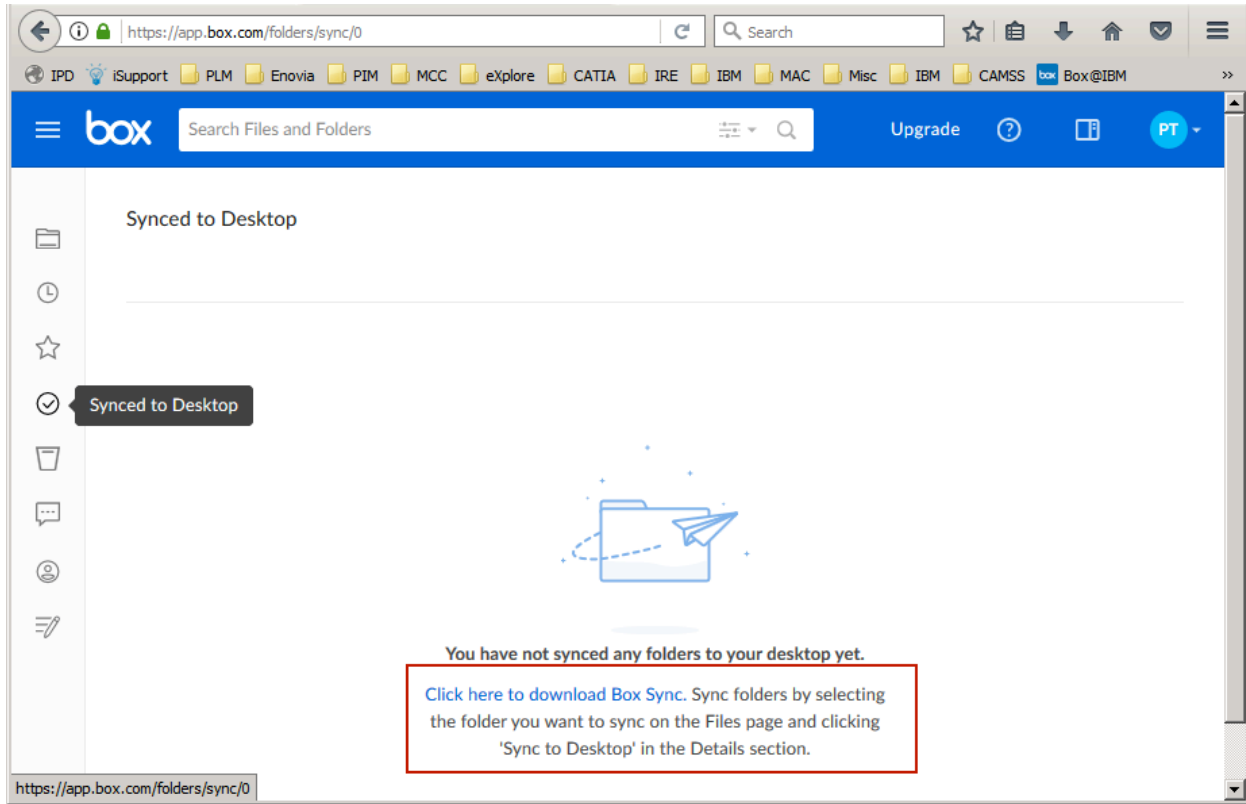 https://app.box.com/folders/sync/0
Search
IPD iSupport PLM Enovia PIM MCC eXplore CATIA IRE IBM MAC Misc IBM CAMSS box Box@IBM »
box Search Files and Folders Upgrade ? PT
Synced to Desktop
Synced to Desktop
You have not synced any folders to your desktop yet.
Click here to download Box Sync. Sync folders by selecting
the folder you want to sync on the Files page and clicking
'Sync to Desktop' in the Details section.
https://app.box.com/folders/sync/0